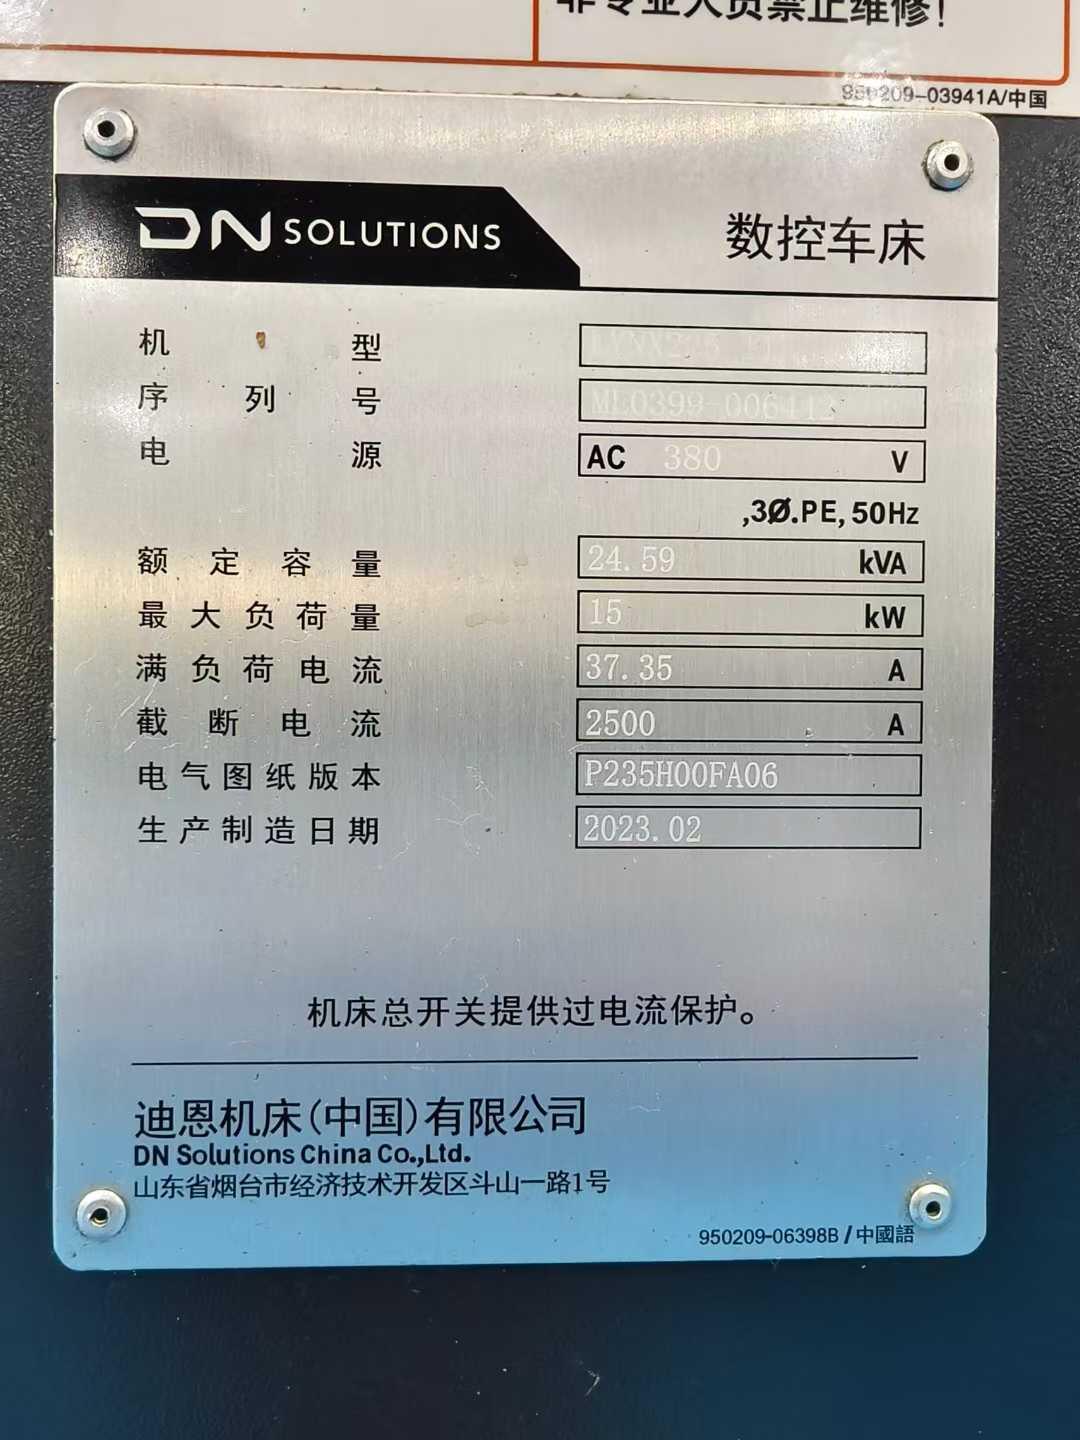 非专业人员禁止维修！
950209-03941A/中国
DN SOLUTIONS
数控车床
机 型
序 列 号 ML0399-006412
电 源 AC 380 V
,3Ø.PE, 50Hz
额 定 容 量 24.59 kVA
最 大 负 荷 量 15 kW
满 负 荷 电 流 37.35 A
截 断 电 流 2500 A
电 气 图 纸 版 本 P235H00FA06
生 产 制 造 日 期 2023.02
机床总开关提供过电流保护。
迪恩机床(中国)有限公司
DN Solutions China Co.,Ltd.
山东省烟台市经济技术开发区斗山一路1号
950209-06398B / 中國語